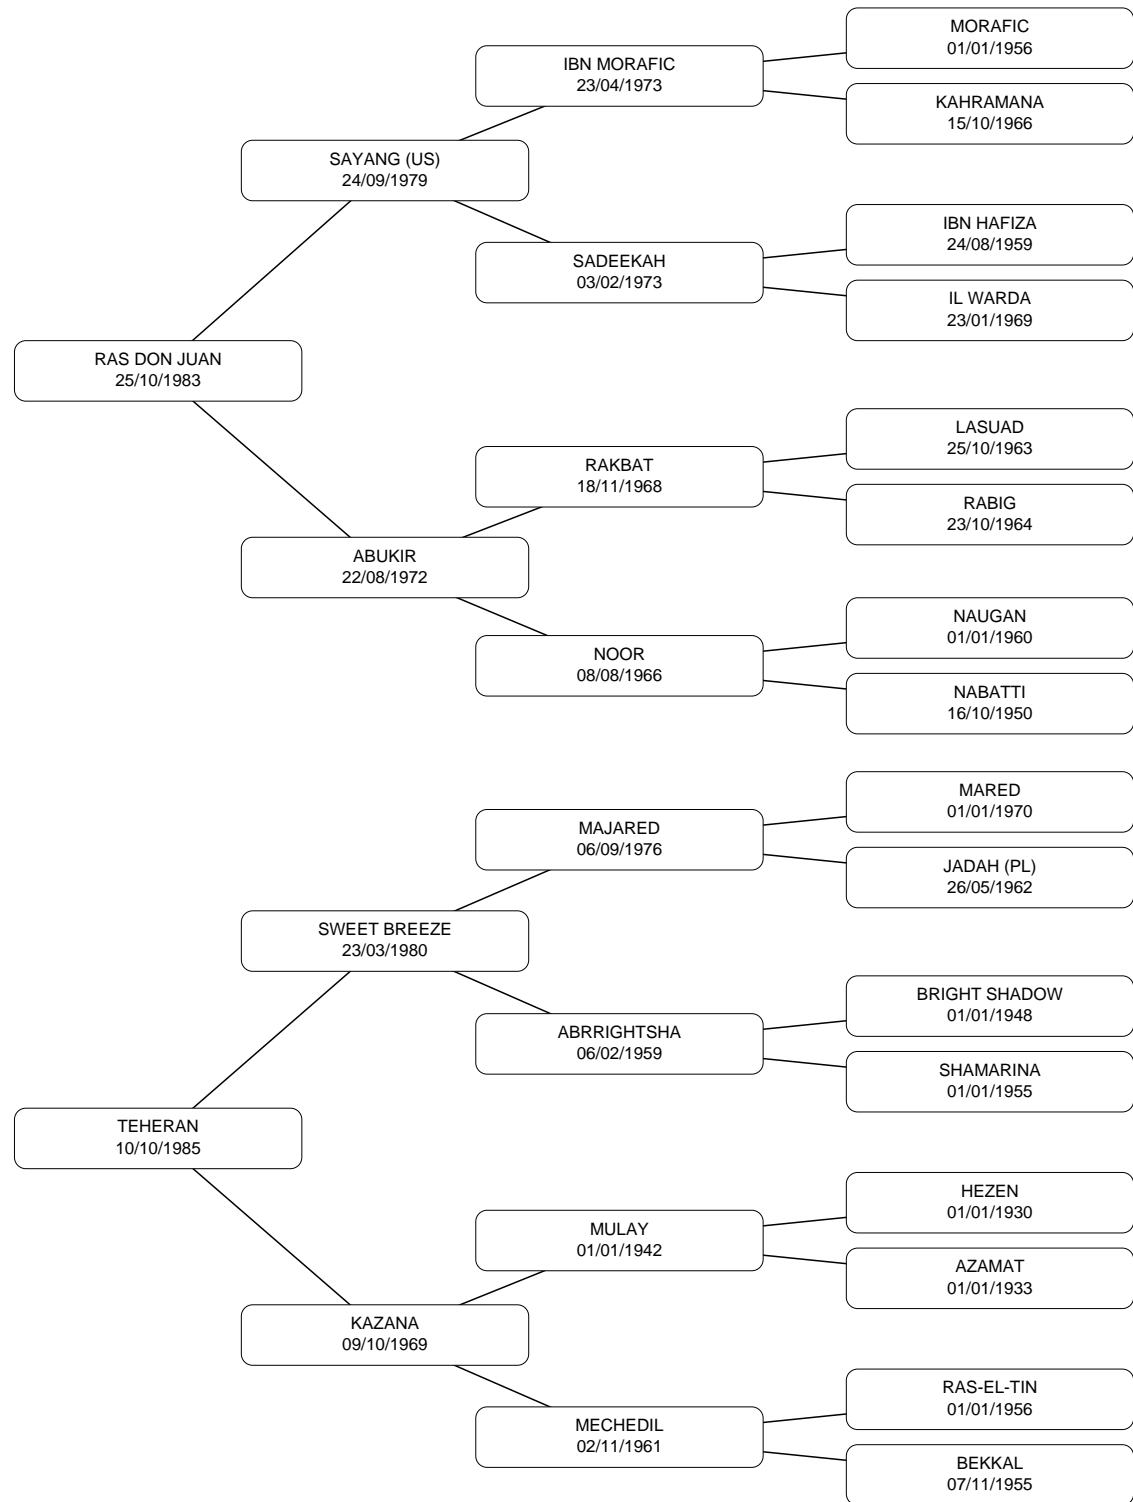 MORAFIC
01/01/1956
IBN MORAFIC
23/04/1973
KAHRAMANA
15/10/1966
SAYANG (US)
24/09/1979
IBN HAFIZA
24/08/1959
SADEEKAH
03/02/1973
IL WARDA
23/01/1969
RAS DON JUAN
25/10/1983
LASUAD
25/10/1963
RAKBAT
18/11/1968
RABIG
23/10/1964
ABUKIR
22/08/1972
NAUGAN
01/01/1960
NOOR
08/08/1966
NABATTI
16/10/1950
MARED
01/01/1970
MAJARED
06/09/1976
JADAH (PL)
26/05/1962
SWEET BREEZE
23/03/1980
BRIGHT SHADOW
01/01/1948
ABRRIGHTSHA
06/02/1959
SHAMARINA
01/01/1955
TEHERAN
10/10/1985
HEZEN
01/01/1930
MULAY
01/01/1942
AZAMAT
01/01/1933
KAZANA
09/10/1969
RAS-EL-TIN
01/01/1956
MECHEDIL
02/11/1961
BEKKAL
07/11/1955